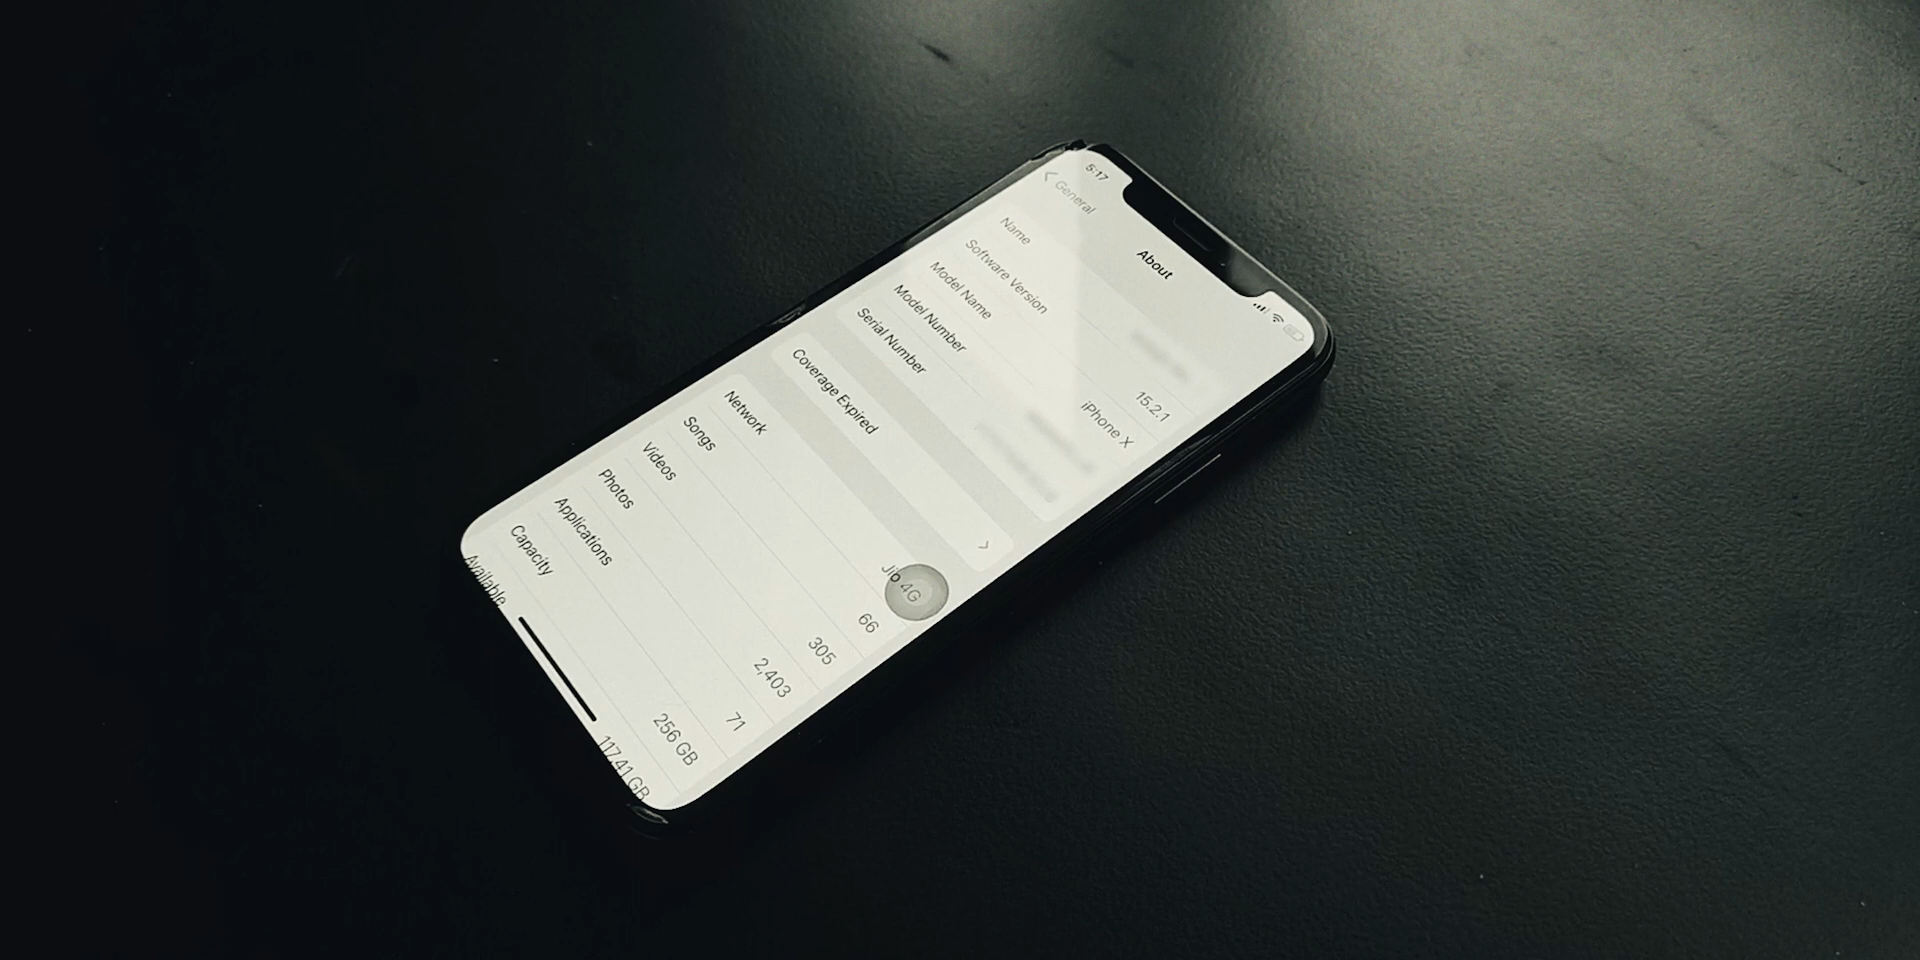 5:17
General
About
Name
Software Version 15.2.1
Model Name iPhone X
Model Number
Serial Number
Coverage Expired
Network Jio 4G
Songs 66
Videos 305
Photos 2,403
Applications 71
Capacity 256 GB
Available 117.41 GB